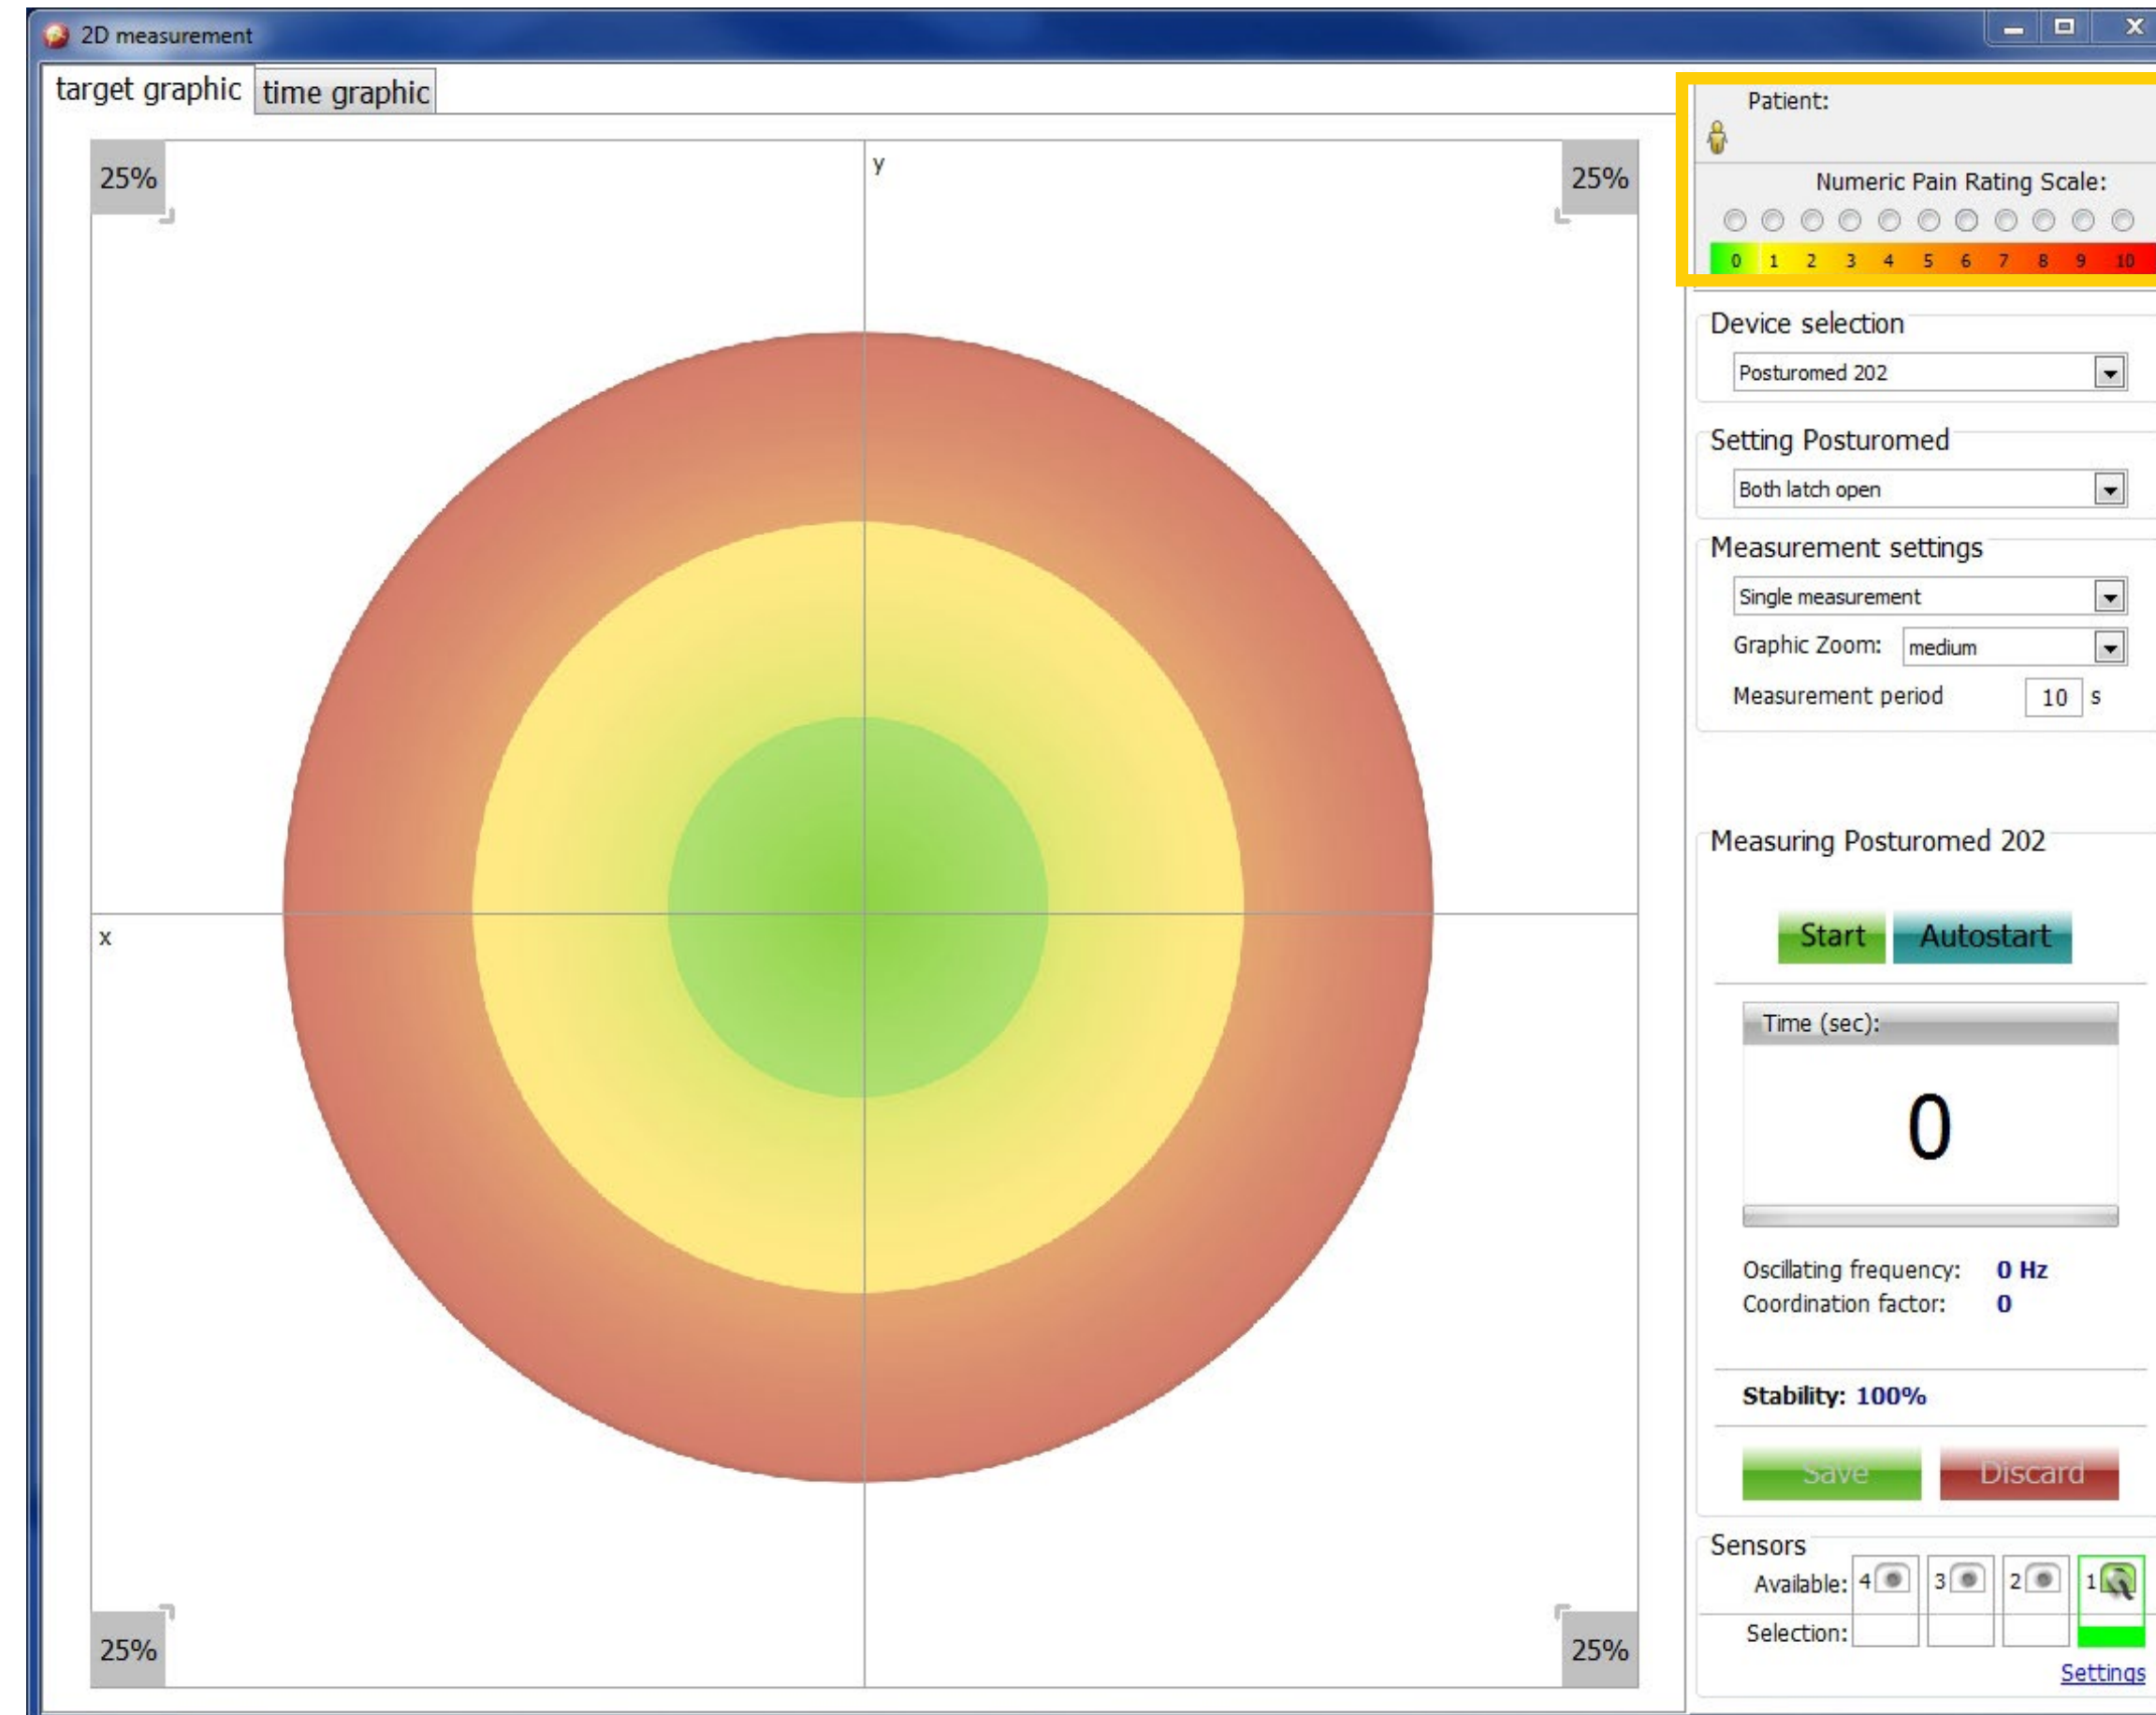 2D measurement
target graphic
time graphic
25%
y
25%
x
25%
25%
Patient:
Numeric Pain Rating Scale:
0 1 2 3 4 5 6 7 8 9 10
Device selection
Posturomed 202
Setting Posturomed
Both latch open
Measurement settings
Single measurement
Graphic Zoom: medium
Measurement period 10 s
Measuring Posturomed 202
Start Autostart
Time (sec):
0
Oscillating frequency: 0 Hz
Coordination factor: 0
Stability: 100%
Save Discard
Sensors
Available: 4 3 2 1
Selection:
Settings